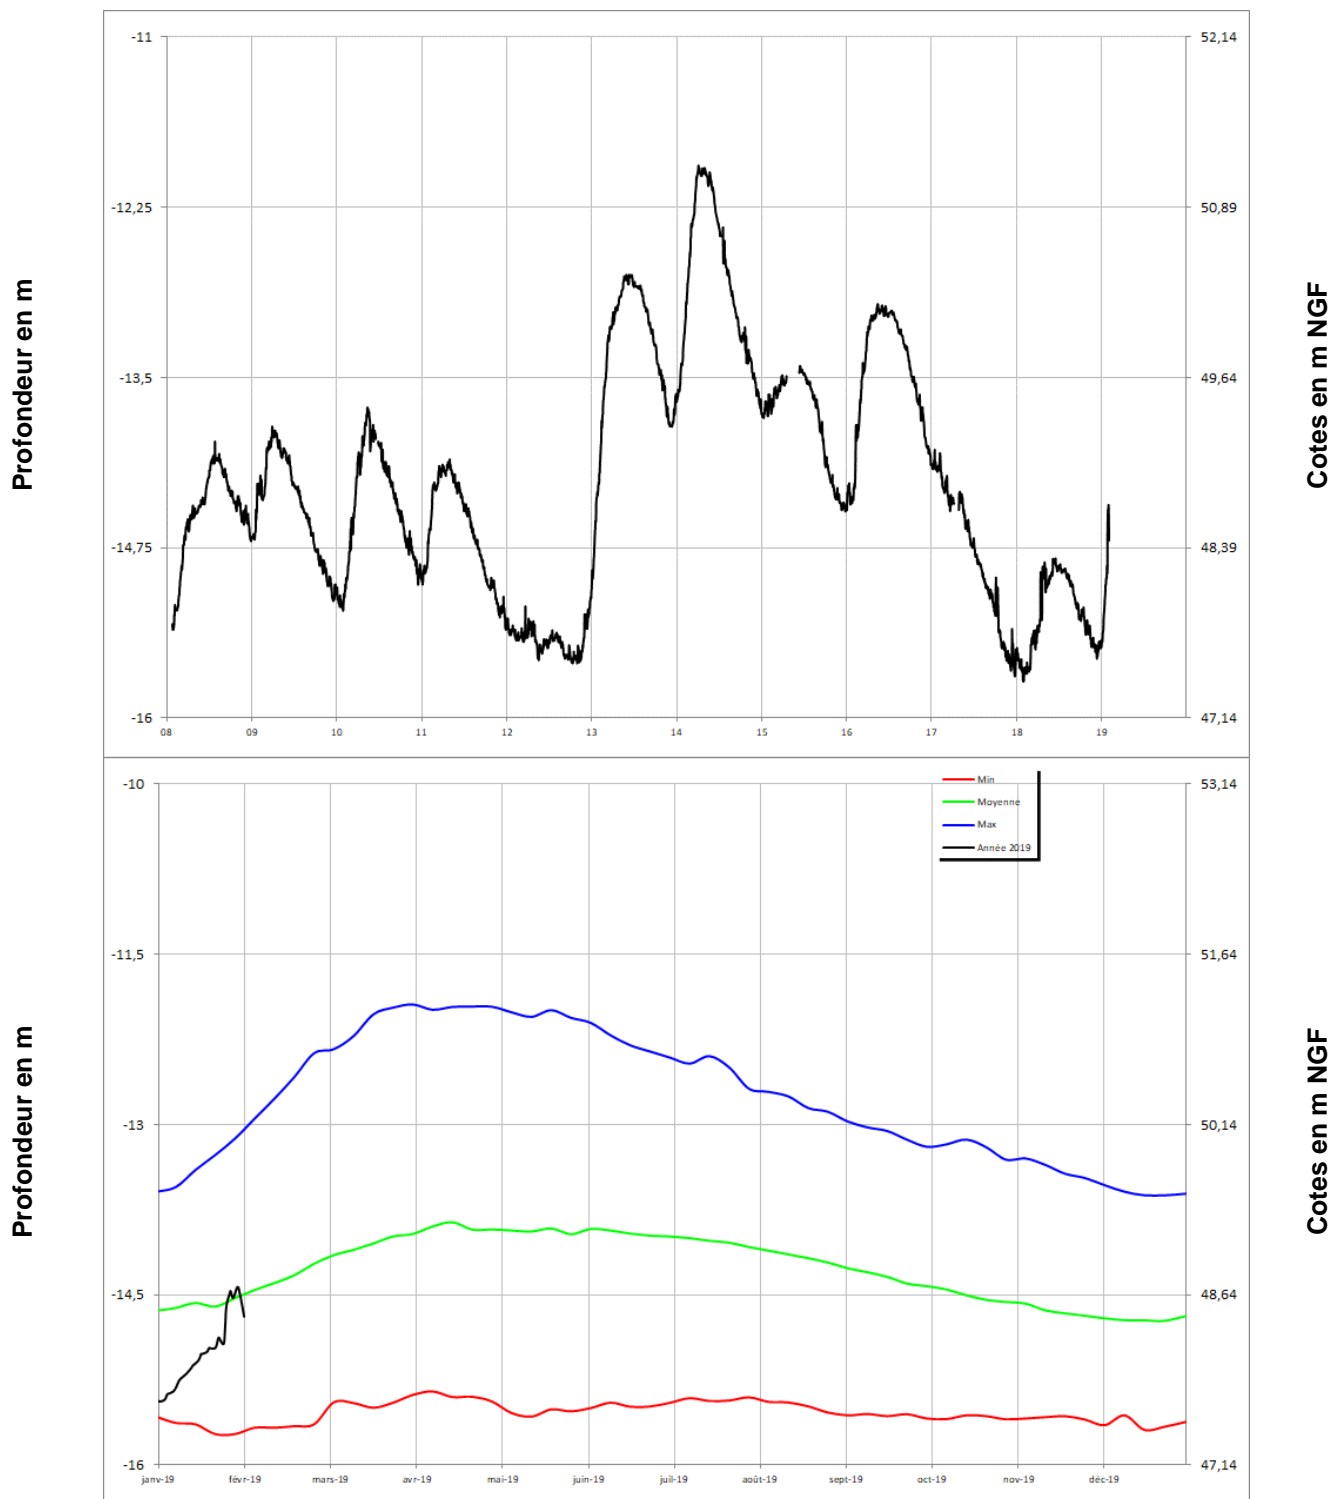 Profondeur en m
Cotes en m NGF
-11
-12,25
-13,5
-14,75
-16
52,14
50,89
49,64
48,39
47,14
08 09 10 11 12 13 14 15 16 17 18 19
Profondeur en m
Cotes en m NGF
-10
-11,5
-13
-14,5
-16
53,14
51,64
50,14
48,64
47,14
Min
Moyenne
Max
Année 2019
janv-19 févr-19 mars-19 avr-19 mai-19 juin-19 juil-19 août-19 sept-19 oct-19 nov-19 déc-19